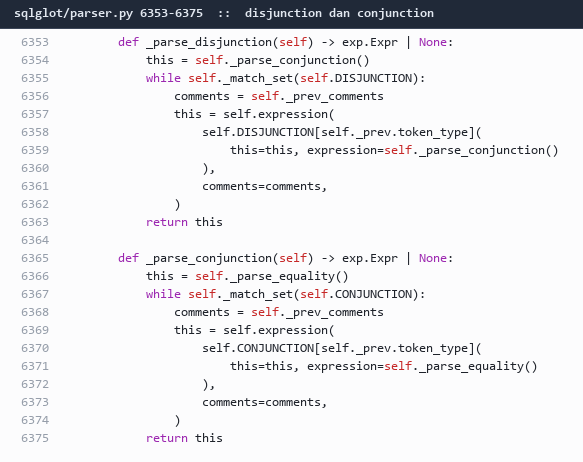 sqlglot/parser.py 6353-6375  ::  disjunction dan conjunction
6353        def _parse_disjunction(self) -> exp.Expr | None:
6354            this = self._parse_conjunction()
6355            while self._match_set(self.DISJUNCTION):
6356                comments = self._prev_comments
6357                this = self.expression(
6358                    self.DISJUNCTION[self._prev.token_type](
6359                        this=this, expression=self._parse_conjunction()
6360                    ),
6361                    comments=comments,
6362                )
6363            return this
6364
6365        def _parse_conjunction(self) -> exp.Expr | None:
6366            this = self._parse_equality()
6367            while self._match_set(self.CONJUNCTION):
6368                comments = self._prev_comments
6369                this = self.expression(
6370                    self.CONJUNCTION[self._prev.token_type](
6371                        this=this, expression=self._parse_equality()
6372                    ),
6373                    comments=comments,
6374                )
6375            return this